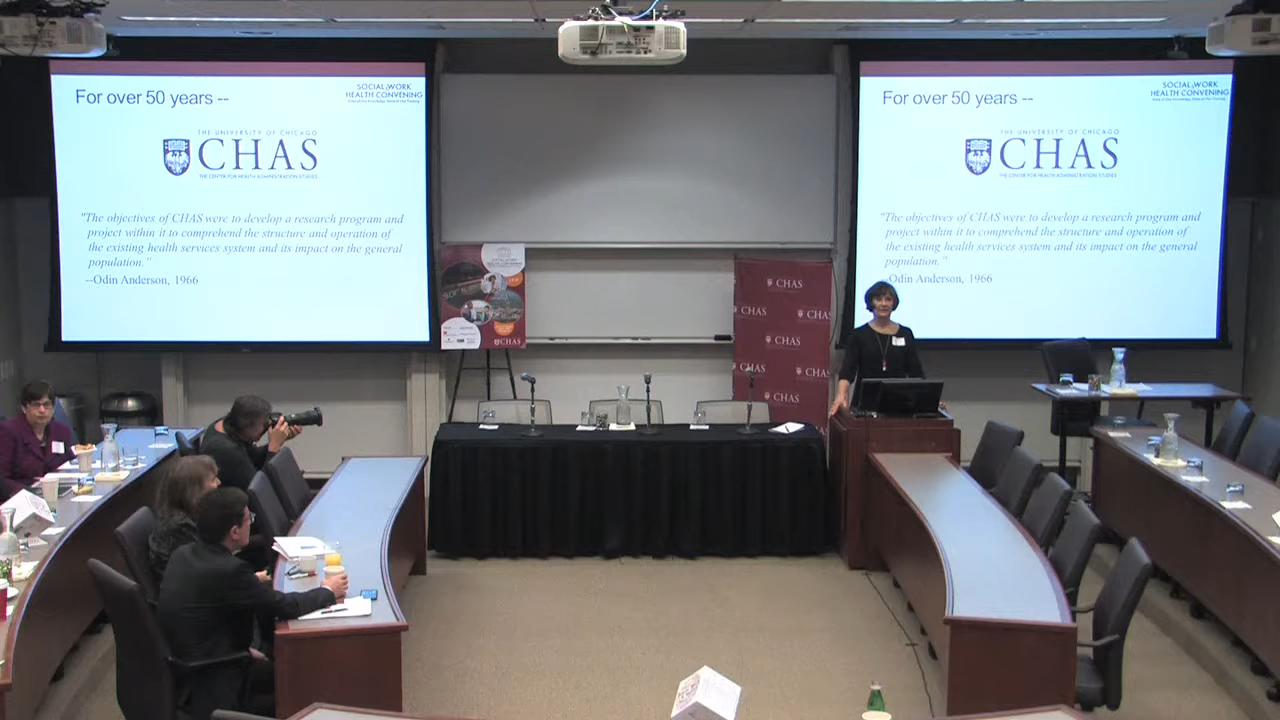 For over 50 years --
SOCIAL WORK
HEALTH CONVENING
THE UNIVERSITY OF CHICAGO
CHAS
THE CENTER FOR HEALTH ADMINISTRATION STUDIES
"The objectives of CHAS were to develop a research program and
project within it to comprehend the structure and operation of
the existing health services system and its impact on the general
population."
--Odin Anderson, 1966
For over 50 years --
SOCIAL WORK
HEALTH CONVENING
THE UNIVERSITY OF CHICAGO
CHAS
THE CENTER FOR HEALTH ADMINISTRATION STUDIES
"The objectives of CHAS were to develop a research program and
project within it to comprehend the structure and operation of
the existing health services system and its impact on the general
population."
--Odin Anderson, 1966
CHAS
CHAS
CHAS
CHAS
CHAS
CHAS
CHAS
CHAS